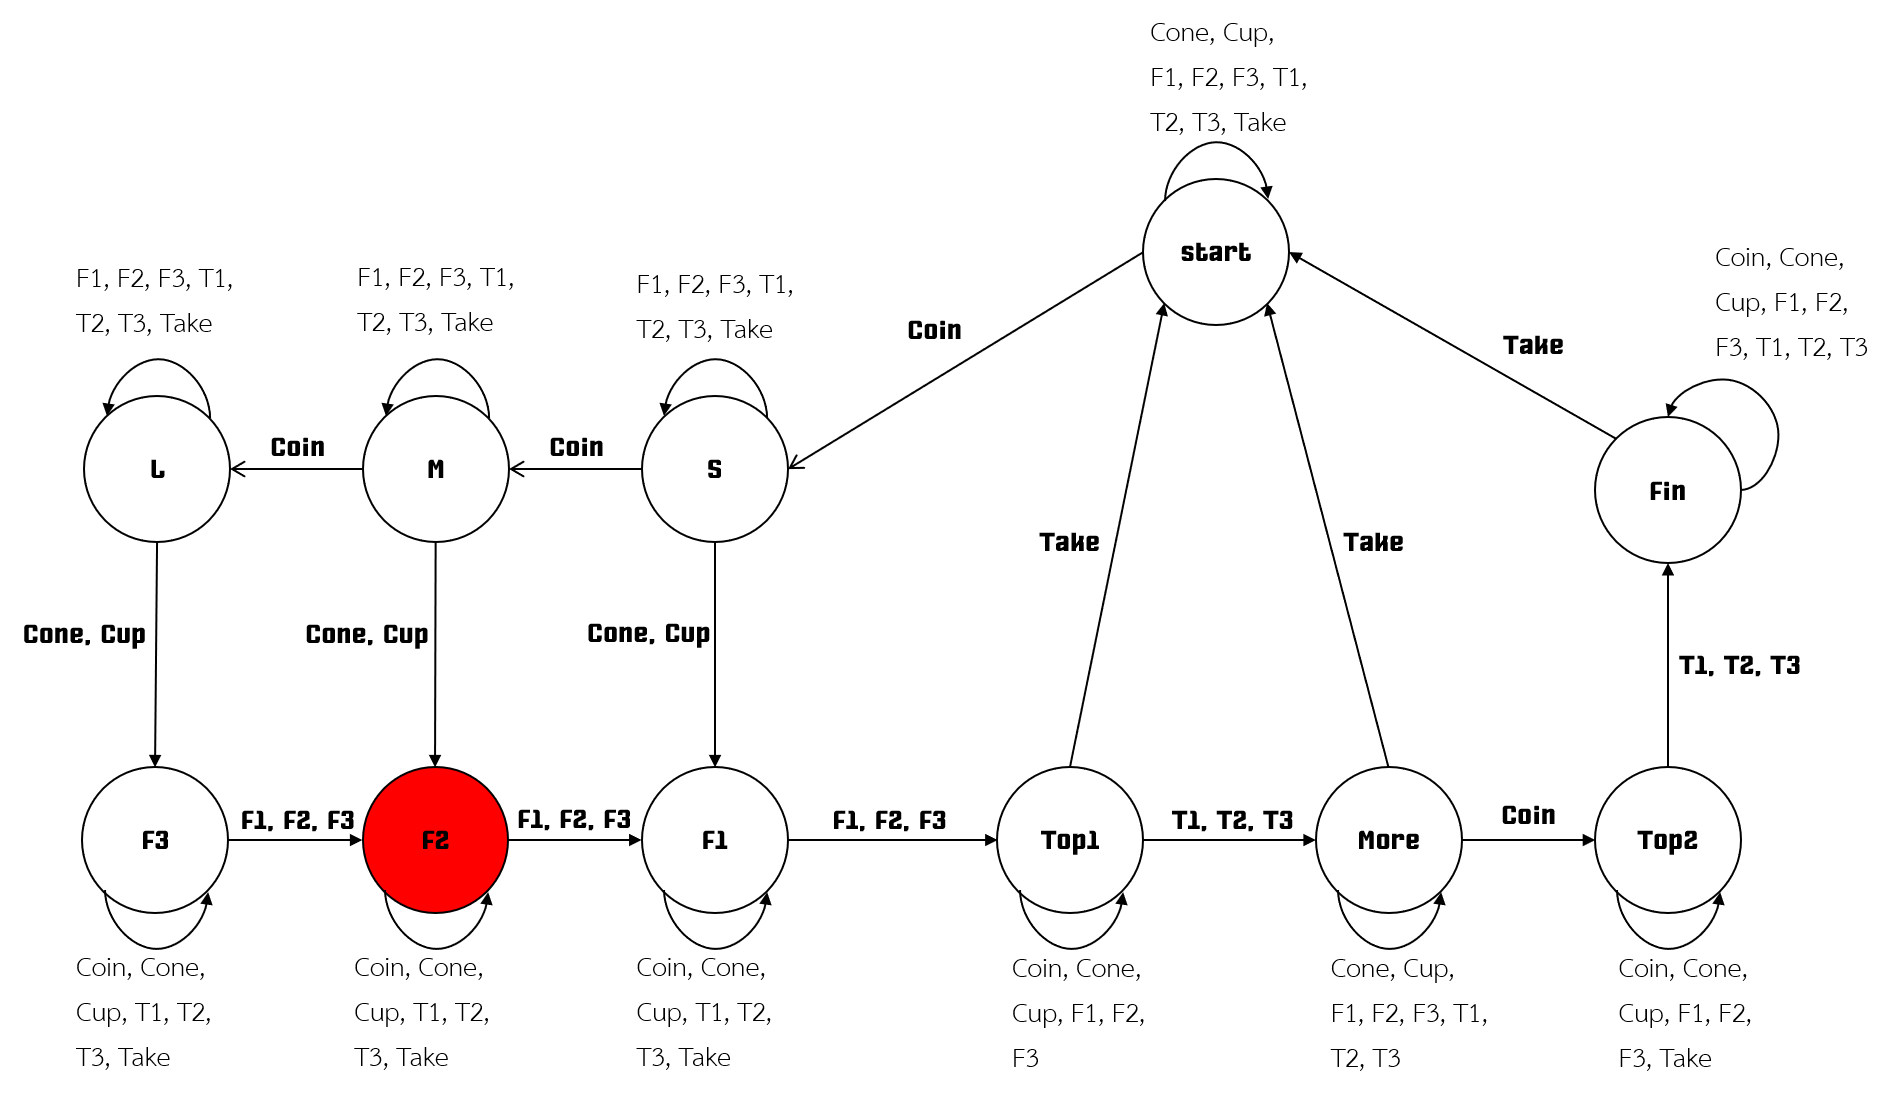 Cone, Cup,
F1, F2, F3, T1,
T2, T3, Take
start
Coin, Cone,
Cup, F1, F2,
F3, T1, T2, T3
F1, F2, F3, T1,
T2, T3, Take
F1, F2, F3, T1,
T2, T3, Take
F1, F2, F3, T1,
T2, T3, Take
Coin
Take
L
Coin
M
Coin
S
Fin
Take
Take
Cone, Cup
Cone, Cup
Cone, Cup
T1, T2, T3
F3
F1, F2, F3
F2
F1, F2, F3
F1
F1, F2, F3
Top1
T1, T2, T3
More
Coin
Top2
Coin, Cone,
Cup, T1, T2,
T3, Take
Coin, Cone,
Cup, T1, T2,
T3, Take
Coin, Cone,
Cup, T1, T2,
T3, Take
Coin, Cone,
Cup, F1, F2,
F3
Cone, Cup,
F1, F2, F3, T1,
T2, T3
Coin, Cone,
Cup, F1, F2,
F3, Take